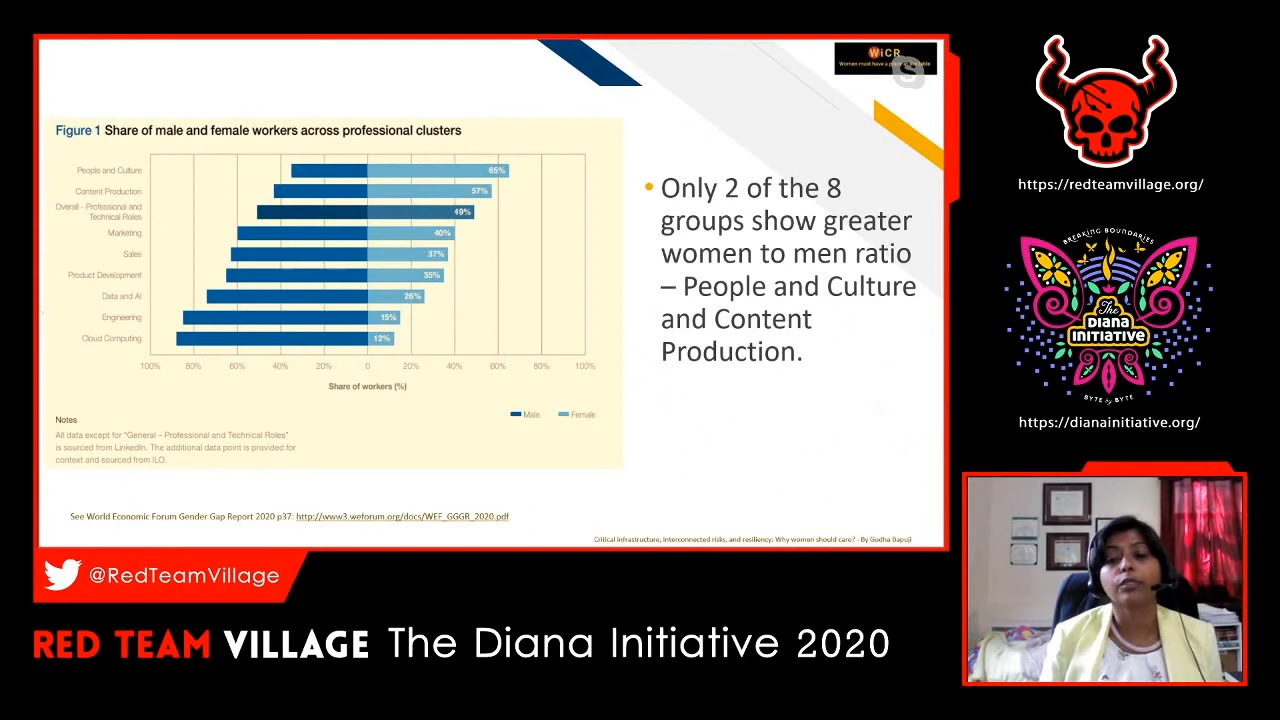 WiCR
Women must have a place at the table
Figure 1 Share of male and female workers across professional clusters
People and Culture
65%
Content Production
57%
Overall - Professional and
Technical Roles
49%
Marketing
40%
Sales
37%
Product Development
35%
Data and AI
26%
Engineering
15%
Cloud Computing
12%
100% 80% 60% 40% 20% 0 20% 40% 60% 80% 100%
Share of workers (%)
Male Female
Notes
All data except for "General – Professional and Technical Roles"
is sourced from LinkedIn. The additional data point is provided for
context and sourced from ILO.
• Only 2 of the 8
groups show greater
women to men ratio
– People and Culture
and Content
Production.
See World Economic Forum Gender Gap Report 2020 p37: http://www3.weforum.org/docs/WEF_GGGR_2020.pdf
Critical infrastructure, interconnected risks, and resiliency: Why women should care? - By Godha Bapuji
https://redteamvillage.org/
BREAKING BOUNDARIES
The
DIANA
INITIATIVE
BYTE by BYTE
https://dianainitiative.org/
@RedTeamVillage
RED TEAM VILLAGE The Diana Initiative 2020